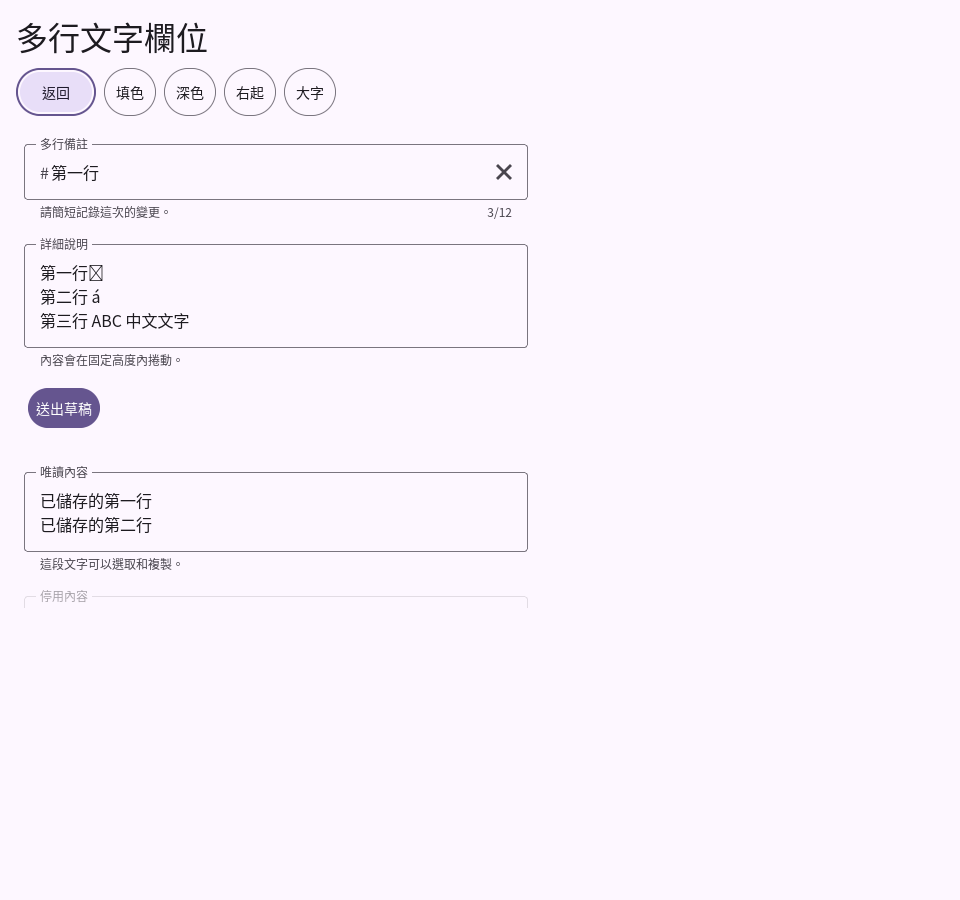 多行文字欄位
返回 填色 深色 右起 大字
多行備註
#第一行
請簡短記錄這次的變更。 3/12
詳細說明
第一行
第二行 á
第三行 ABC 中文文字
內容會在固定高度內捲動。
送出草稿
唯讀內容
已儲存的第一行
已儲存的第二行
這段文字可以選取和複製。
停用內容